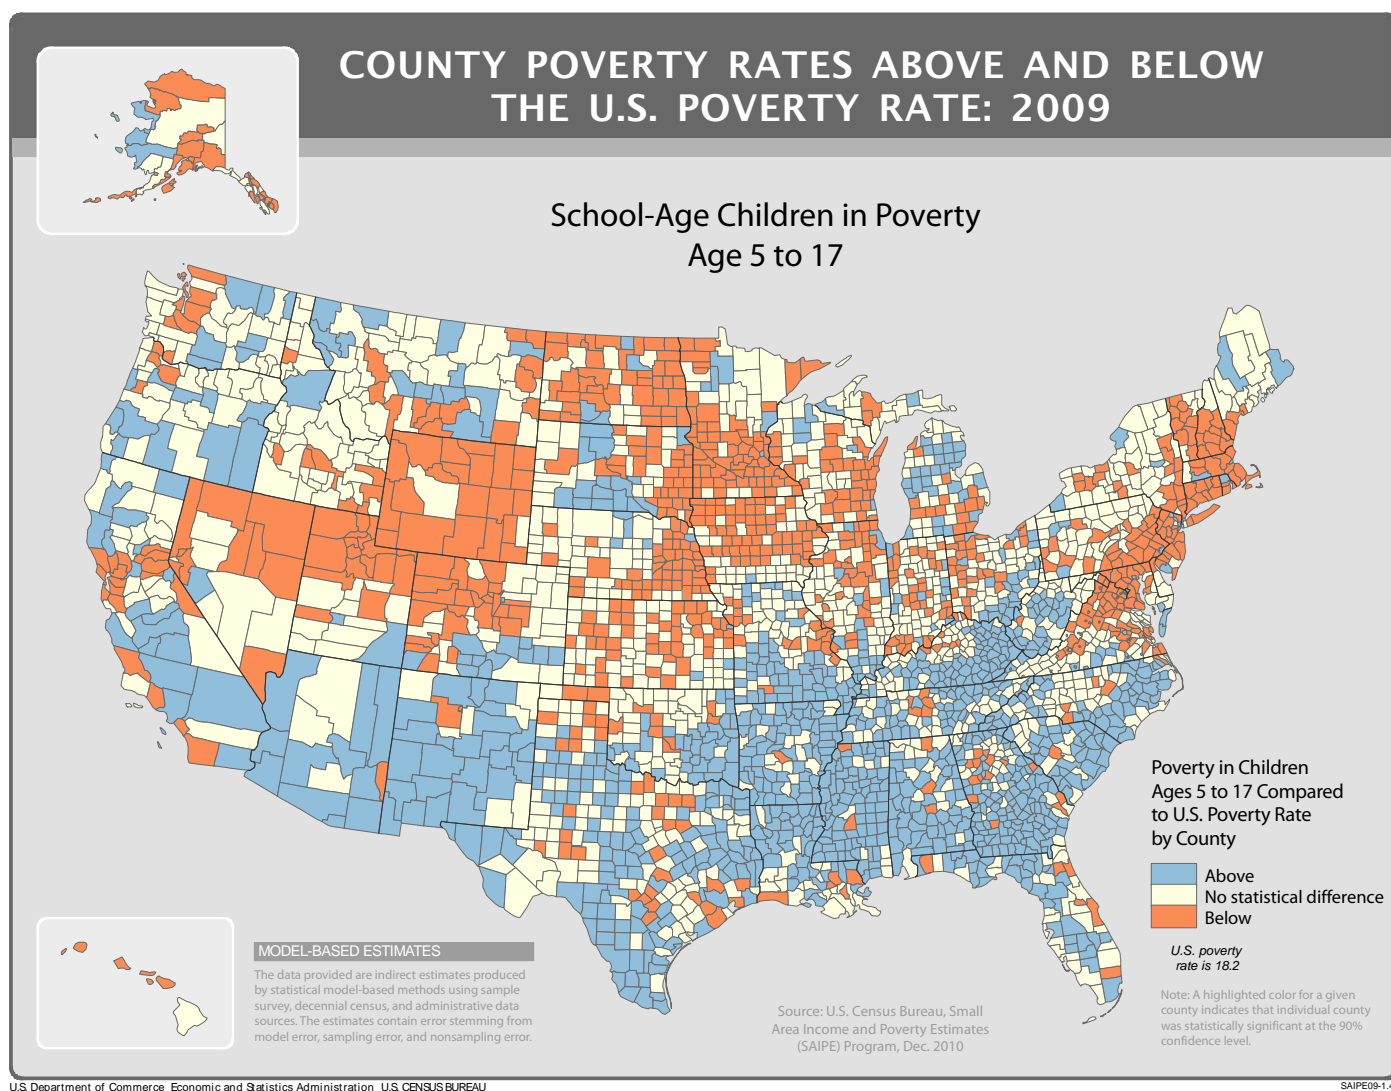 COUNTY POVERTY RATES ABOVE AND BELOW
THE U.S. POVERTY RATE: 2009
School-Age Children in Poverty
Age 5 to 17
Poverty in Children
Ages 5 to 17 Compared
to U.S. Poverty Rate
by County
Above
No statistical difference
Below
U.S. poverty
rate is 18.2
Note: A highlighted color for a given
county indicates that individual county
was statistically significant at the 90%
confidence level.
MODEL-BASED ESTIMATES
The data provided are indirect estimates produced
by statistical model-based methods using sample
survey, decennial census, and administrative data
sources. The estimates contain error stemming from
model error, sampling error, and nonsampling error.
Source: U.S. Census Bureau, Small
Area Income and Poverty Estimates
(SAIPE) Program, Dec. 2010
U.S. Department of Commerce Economic and Statistics Administration U.S. CENSUS BUREAU